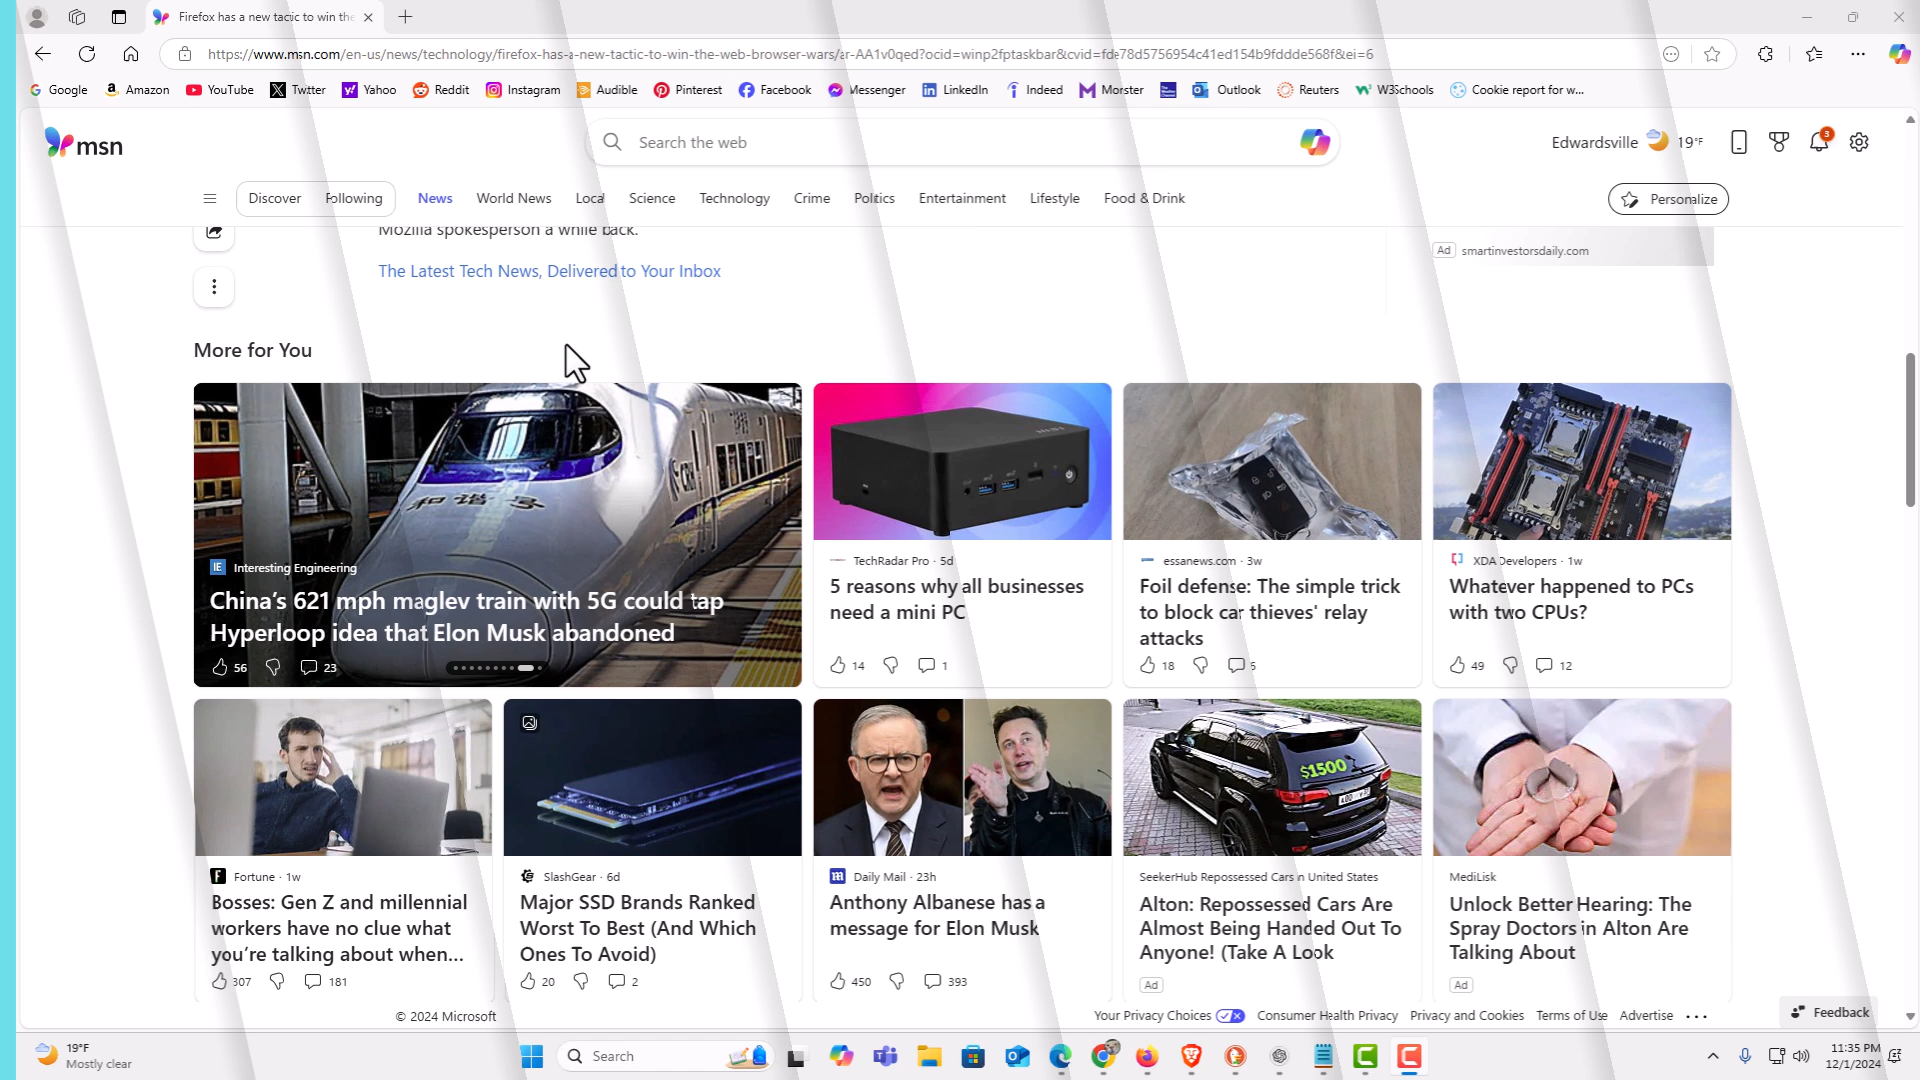 Firefox has a new tactic to win the
https://www.msn.com/en-us/news/technology/firefox-has-a-new-tactic-to-win-the-web-browser-wars/ar-AA1v0qed?ocid=winp2fptaskbar&cvid=fde78d5756954c41ed154b9fddde568f&ei=6
Google Amazon YouTube Twitter Yahoo Reddit Instagram Audible Pinterest Facebook Messenger LinkedIn Indeed Monster Outlook Reuters W3Schools Cookie report for w...
msn
Search the web
Edwardsville 19°F 3
Discover Following News World News Local Science Technology Crime Politics Entertainment Lifestyle Food & Drink Personalize
Mozilla spokesperson a while back.
Ad smartinvestorsdaily.com
The Latest Tech News, Delivered to Your Inbox
More for You
和谐号
CRH
IE Interesting Engineering
China's 621 mph maglev train with 5G could tap
Hyperloop idea that Elon Musk abandoned
56 23
TechRadar Pro · 5d
5 reasons why all businesses
need a mini PC
14 1
essanews.com · 3w
Foil defense: The simple trick
to block car thieves' relay
attacks
18 6
XDA Developers · 1w
Whatever happened to PCs
with two CPUs?
49 12
Fortune · 1w
Bosses: Gen Z and millennial
workers have no clue what
you're talking about when...
307 181
SlashGear · 6d
Major SSD Brands Ranked
Worst To Best (And Which
Ones To Avoid)
20 2
Daily Mail · 23h
Anthony Albanese has a
message for Elon Musk
450 393
$1500
SeekerHub Repossessed Cars in United States
Alton: Repossessed Cars Are
Almost Being Handed Out To
Anyone! (Take A Look
Ad
MediLisk
Unlock Better Hearing: The
Spray Doctors in Alton Are
Talking About
Ad
© 2024 Microsoft
Your Privacy Choices Consumer Health Privacy Privacy and Cookies Terms of Use Advertise
Feedback
19°F
Mostly clear
Search
11:35 PM
12/1/2024